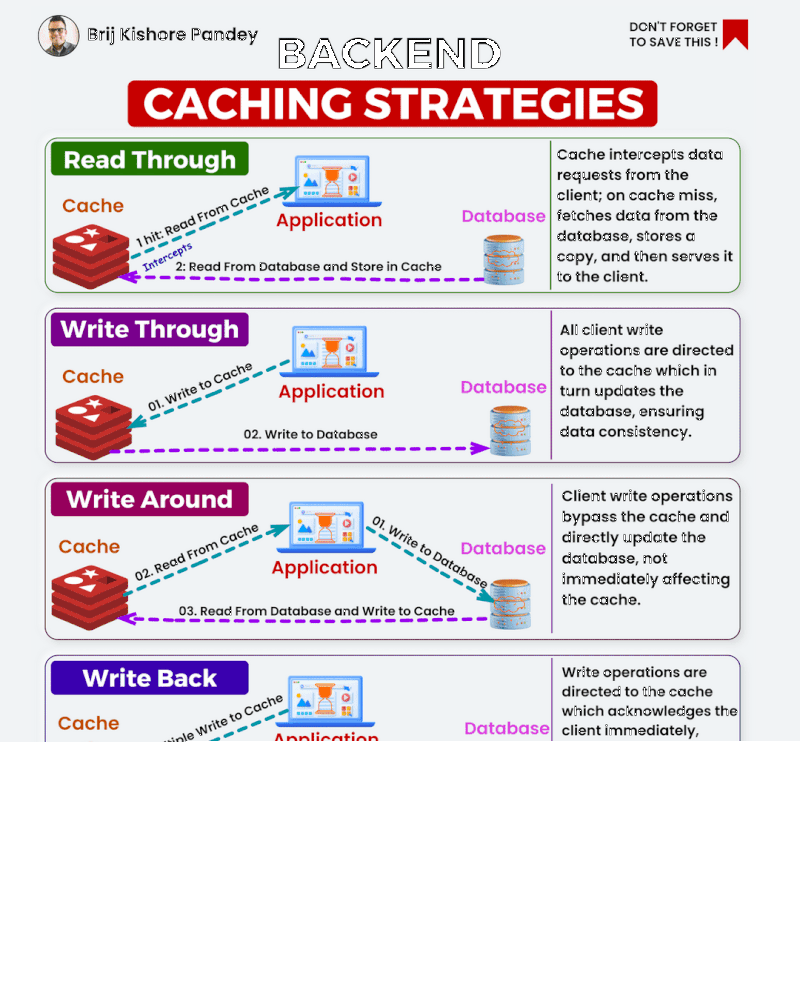 Brij Kishore Pandey
DON'T FORGET
TO SAVE THIS !
BACKEND
CACHING STRATEGIES
Read Through
Cache
1 hit: Read From Cache
Intercepts
2: Read From Database and Store in Cache
Application
Database
Cache intercepts data
requests from the
client; on cache miss,
fetches data from the
database, stores a
copy, and then serves it
to the client.
Write Through
Cache
01. Write to Cache
02. Write to Database
Application
Database
All client write
operations are directed
to the cache which in
turn updates the
database, ensuring
data consistency.
Write Around
Cache
02. Read From Cache
01. Write to Database
03. Read From Database and Write to Cache
Application
Database
Client write operations
bypass the cache and
directly update the
database, not
immediately affecting
the cache.
Write Back
Cache
Write to Cache
Application
Database
Write operations are
directed to the cache
which acknowledges the
client immediately,